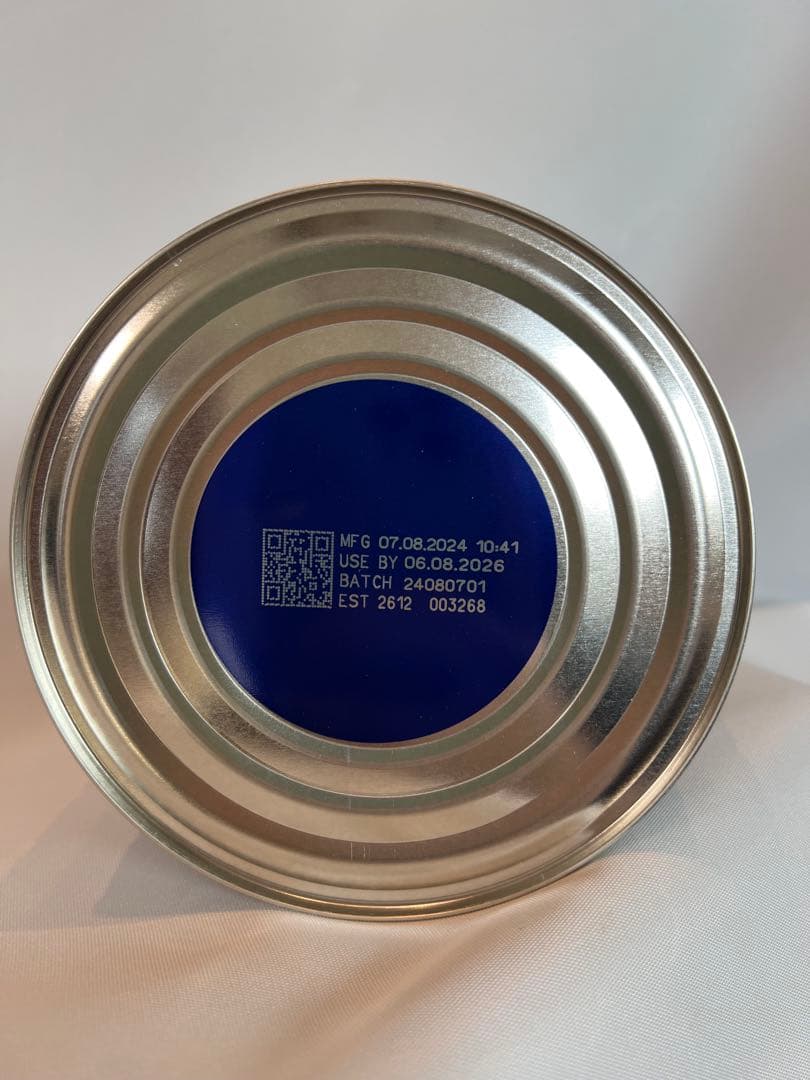 MFG 07.08.2024 10:41
USE BY 06.08.2026
BATCH 24080701
EST 2612 003268